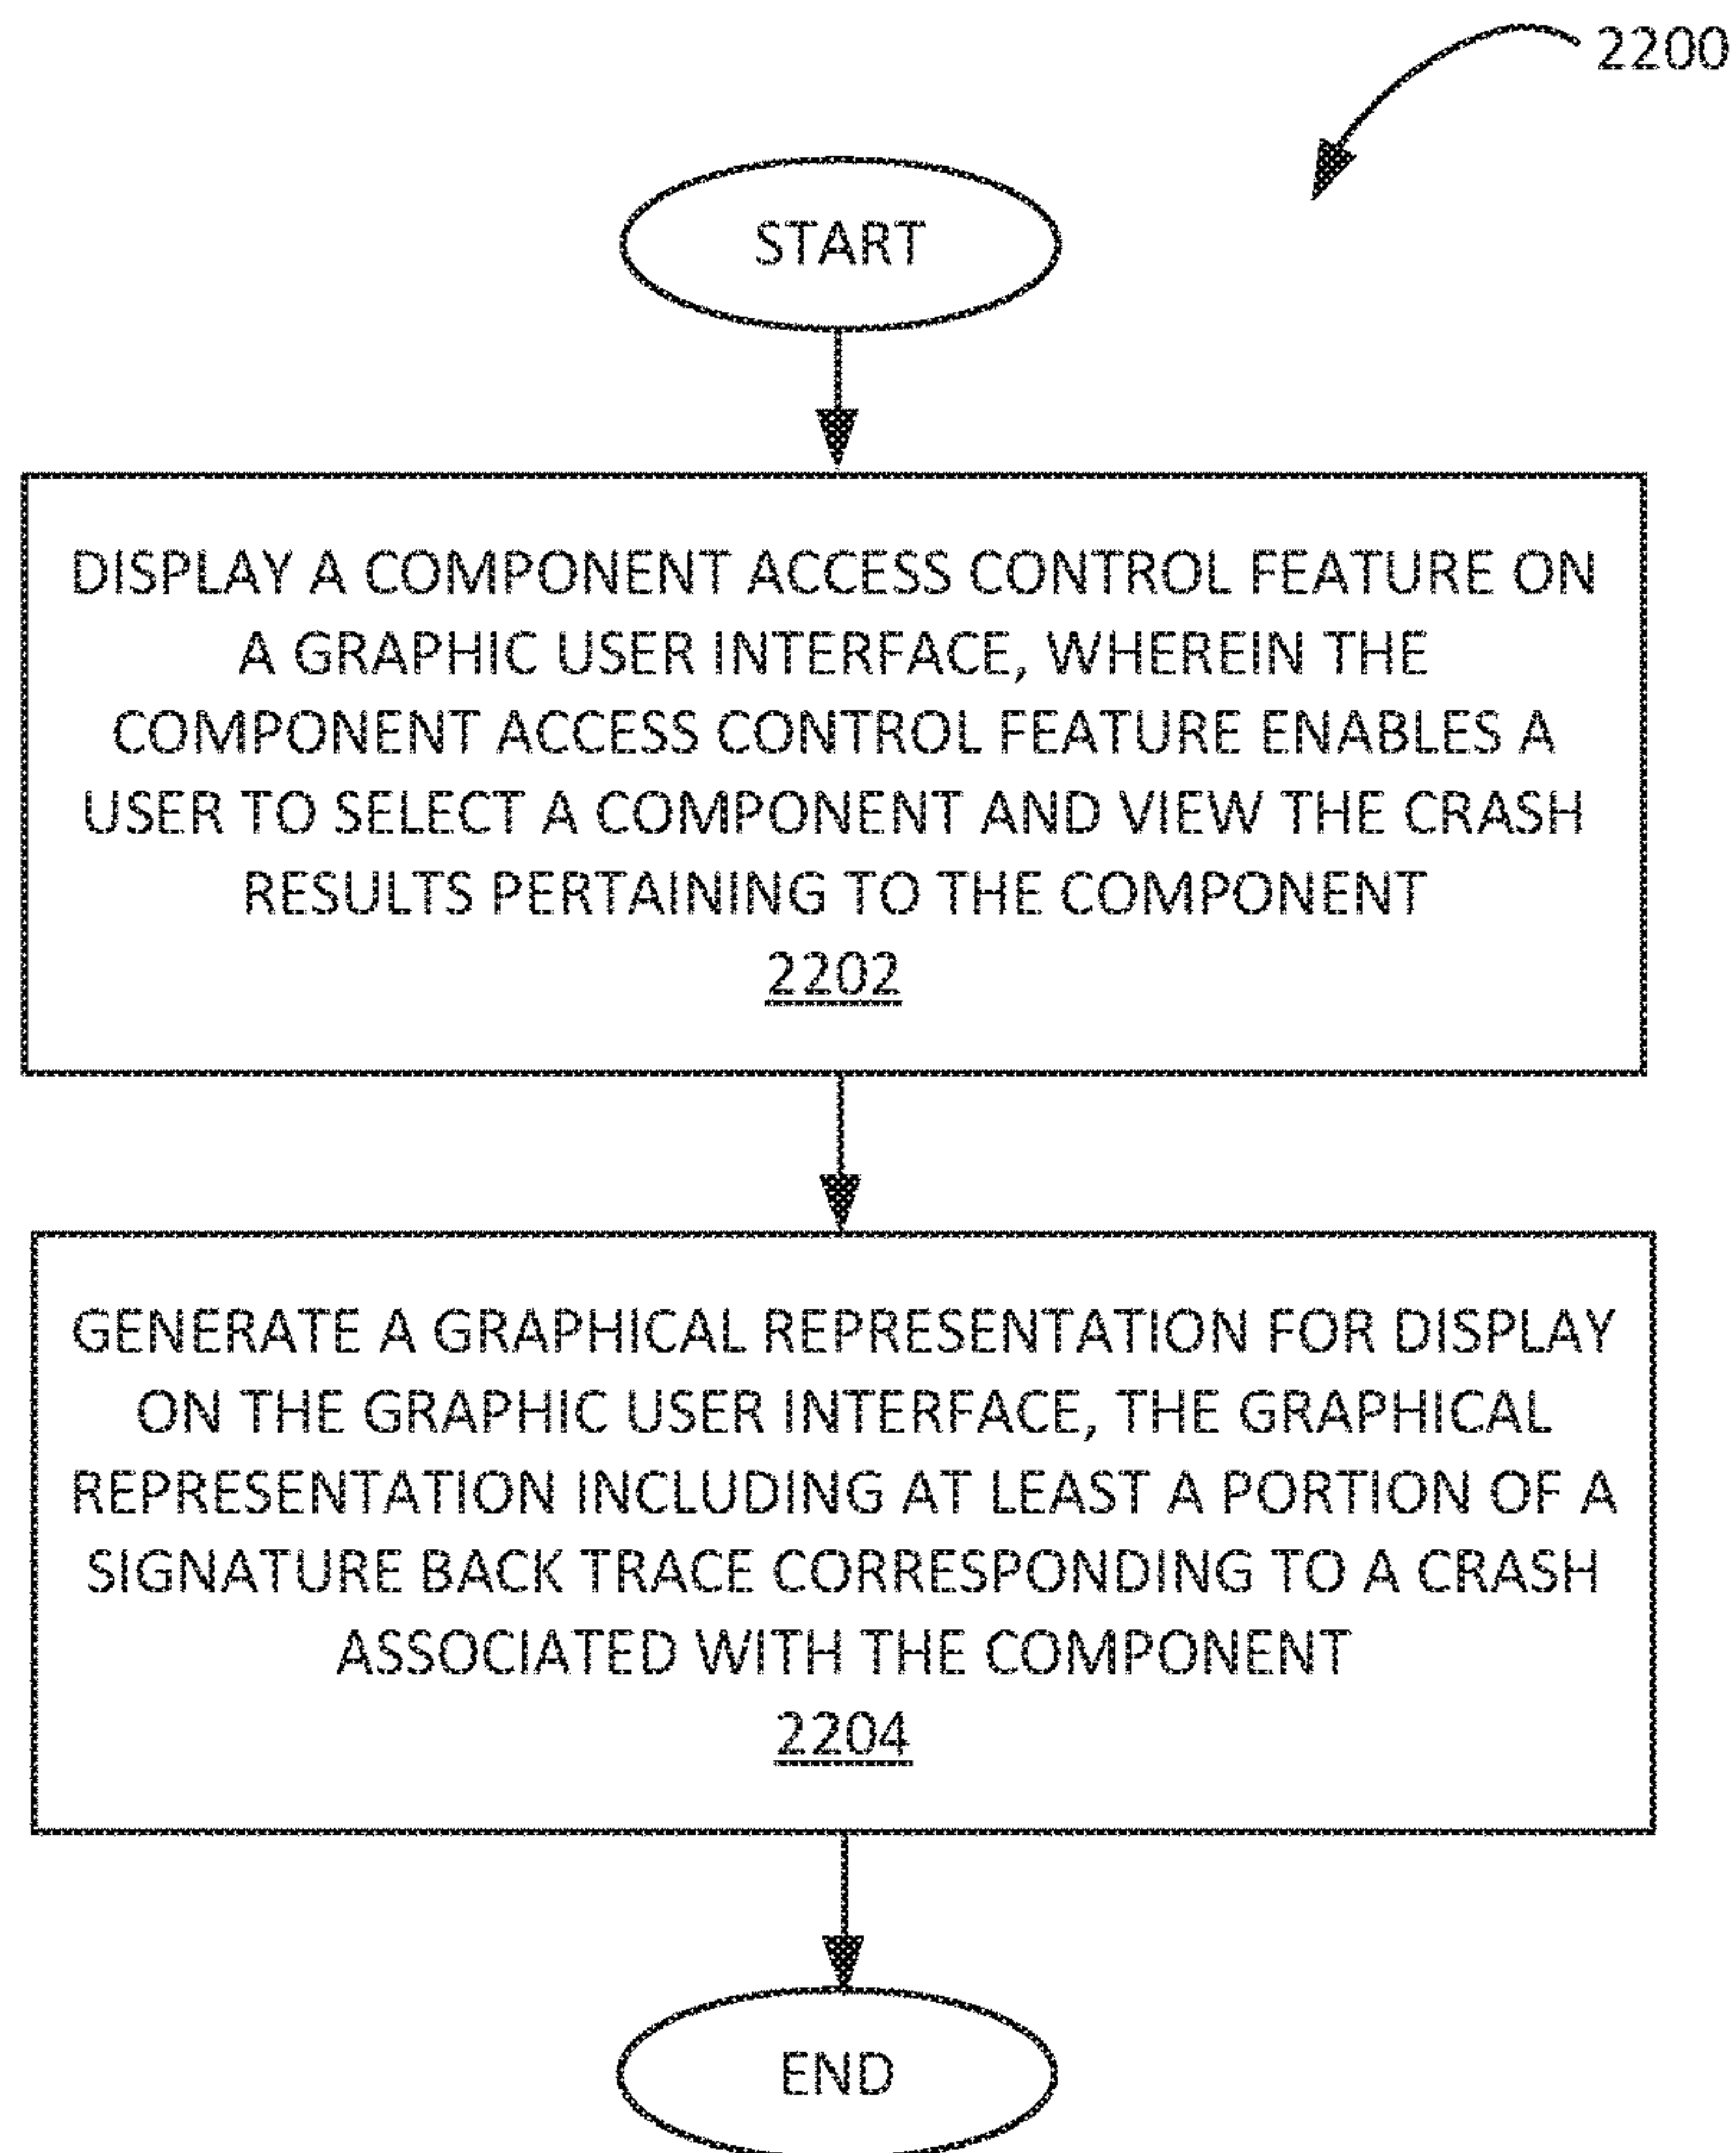 2200
START
DISPLAY A COMPONENT ACCESS CONTROL FEATURE ON
A GRAPHIC USER INTERFACE, WHEREIN THE
COMPONENT ACCESS CONTROL FEATURE ENABLES A
USER TO SELECT A COMPONENT AND VIEW THE CRASH
RESULTS PERTAINING TO THE COMPONENT
2202
GENERATE A GRAPHICAL REPRESENTATION FOR DISPLAY
ON THE GRAPHIC USER INTERFACE, THE GRAPHICAL
REPRESENTATION INCLUDING AT LEAST A PORTION OF A
SIGNATURE BACK TRACE CORRESPONDING TO A CRASH
ASSOCIATED WITH THE COMPONENT
2204
END